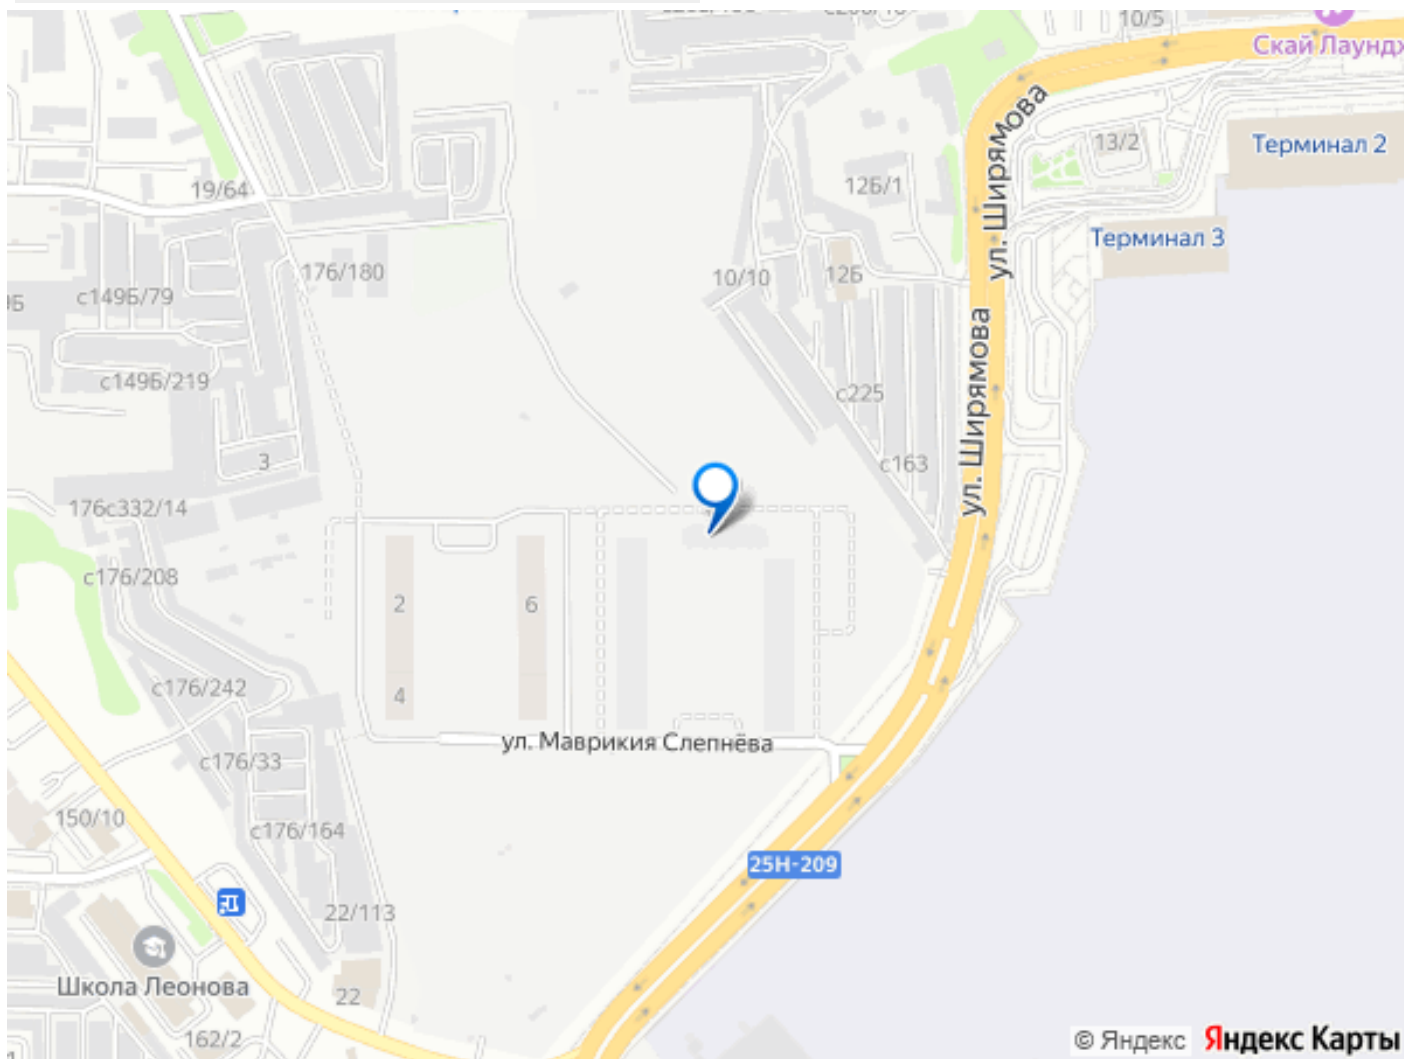 10/5
Скай Лаундж
ул. Ширямова
13/2
Терминал 2
19/64
12Б/1
Терминал 3
176/180
10/10
12Б
с149Б/79
ул. Ширямова
с149Б/219
с225
3
с163
176с332/14
с176/208
2
6
с176/242
4
ул. Маврикия Слепнёва
с176/33
150/10
с176/164
25Н-209
22/113
Школа Леонова
22
162/2
© Яндекс Яндекс Карты